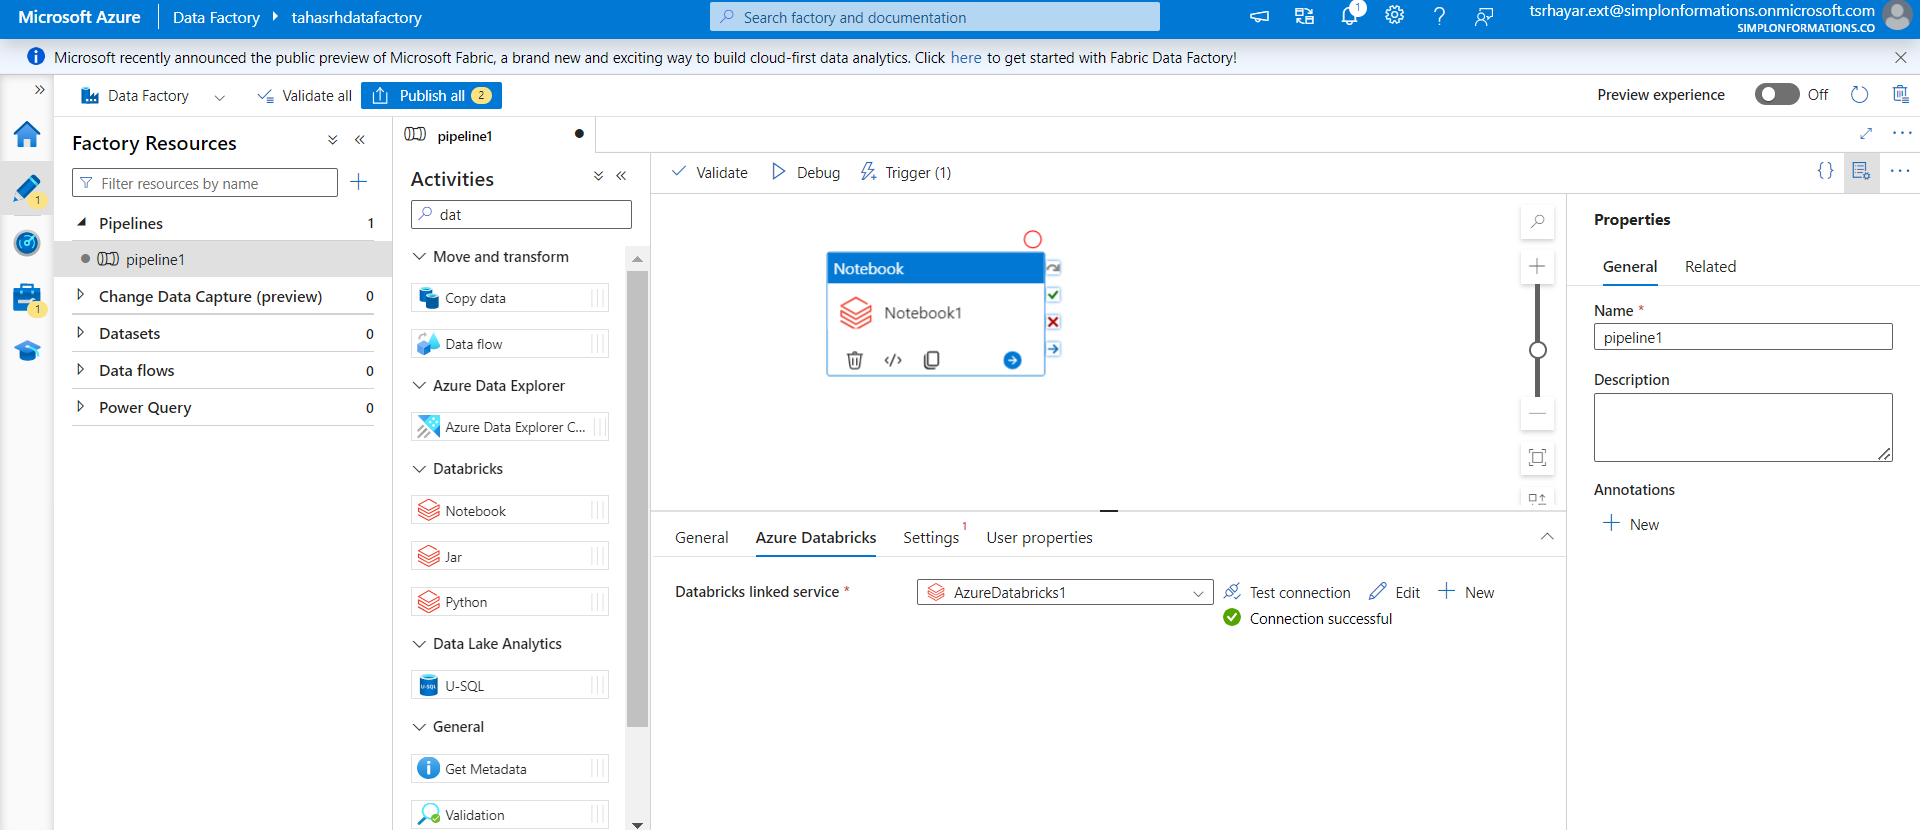 Microsoft Azure
Data Factory
tahasrhdatafactory
Search factory and documentation
1
tsrhayar.ext@simplonformations.onmicrosoft.com
SIMPLONFORMATIONS.CO
Microsoft recently announced the public preview of Microsoft Fabric, a brand new and exciting way to build cloud-first data analytics. Click here to get started with Fabric Data Factory!
Data Factory
Validate all
Publish all 2
Preview experience
Off
1
1
Factory Resources
Filter resources by name
Pipelines 1
pipeline1
Change Data Capture (preview) 0
Datasets 0
Data flows 0
Power Query 0
pipeline1
Activities
dat
Move and transform
Copy data
Data flow
Azure Data Explorer
Azure Data Explorer C...
Databricks
Notebook
Jar
Python
Data Lake Analytics
U-SQL
U-SQL
General
Get Metadata
Validation
Validate
Debug
Trigger (1)
{}
Notebook
Notebook1
General
Azure Databricks
Settings 1
User properties
Databricks linked service *
AzureDatabricks1
Test connection
Edit
New
Connection successful
Properties
General
Related
Name *
pipeline1
Description
Annotations
New